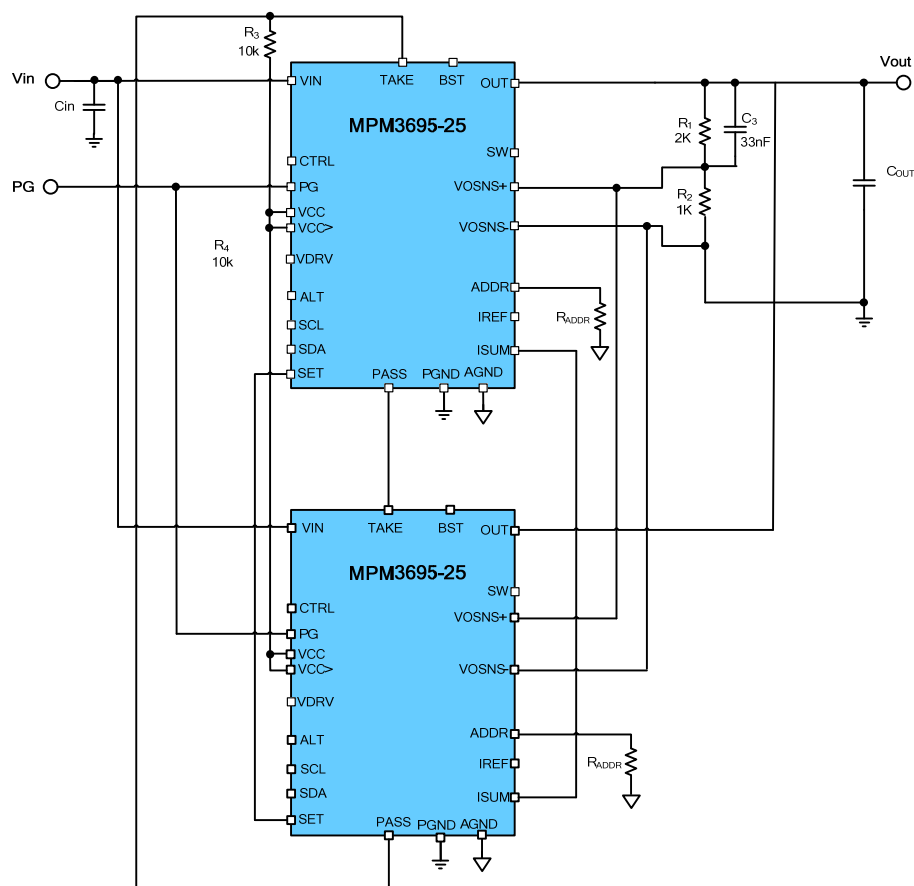 R3
10k
Vin
Cin
PG
R4
10k
VIN
TAKE
BST
OUT
MPM3695-25
CTRL
PG
VCC
VCC>
VDRV
ALT
SCL
SDA
SET
PASS
PGND
AGND
SW
VOSNS+
VOSNS-
ADDR
IREF
ISUM
R1
2K
C3
33nF
R2
1K
RADDR
Vout
COUT
VIN
TAKE
BST
OUT
MPM3695-25
CTRL
PG
VCC
VCC>
VDRV
ALT
SCL
SDA
SET
PASS
PGND
AGND
SW
VOSNS+
VOSNS-
ADDR
IREF
ISUM
RADDR